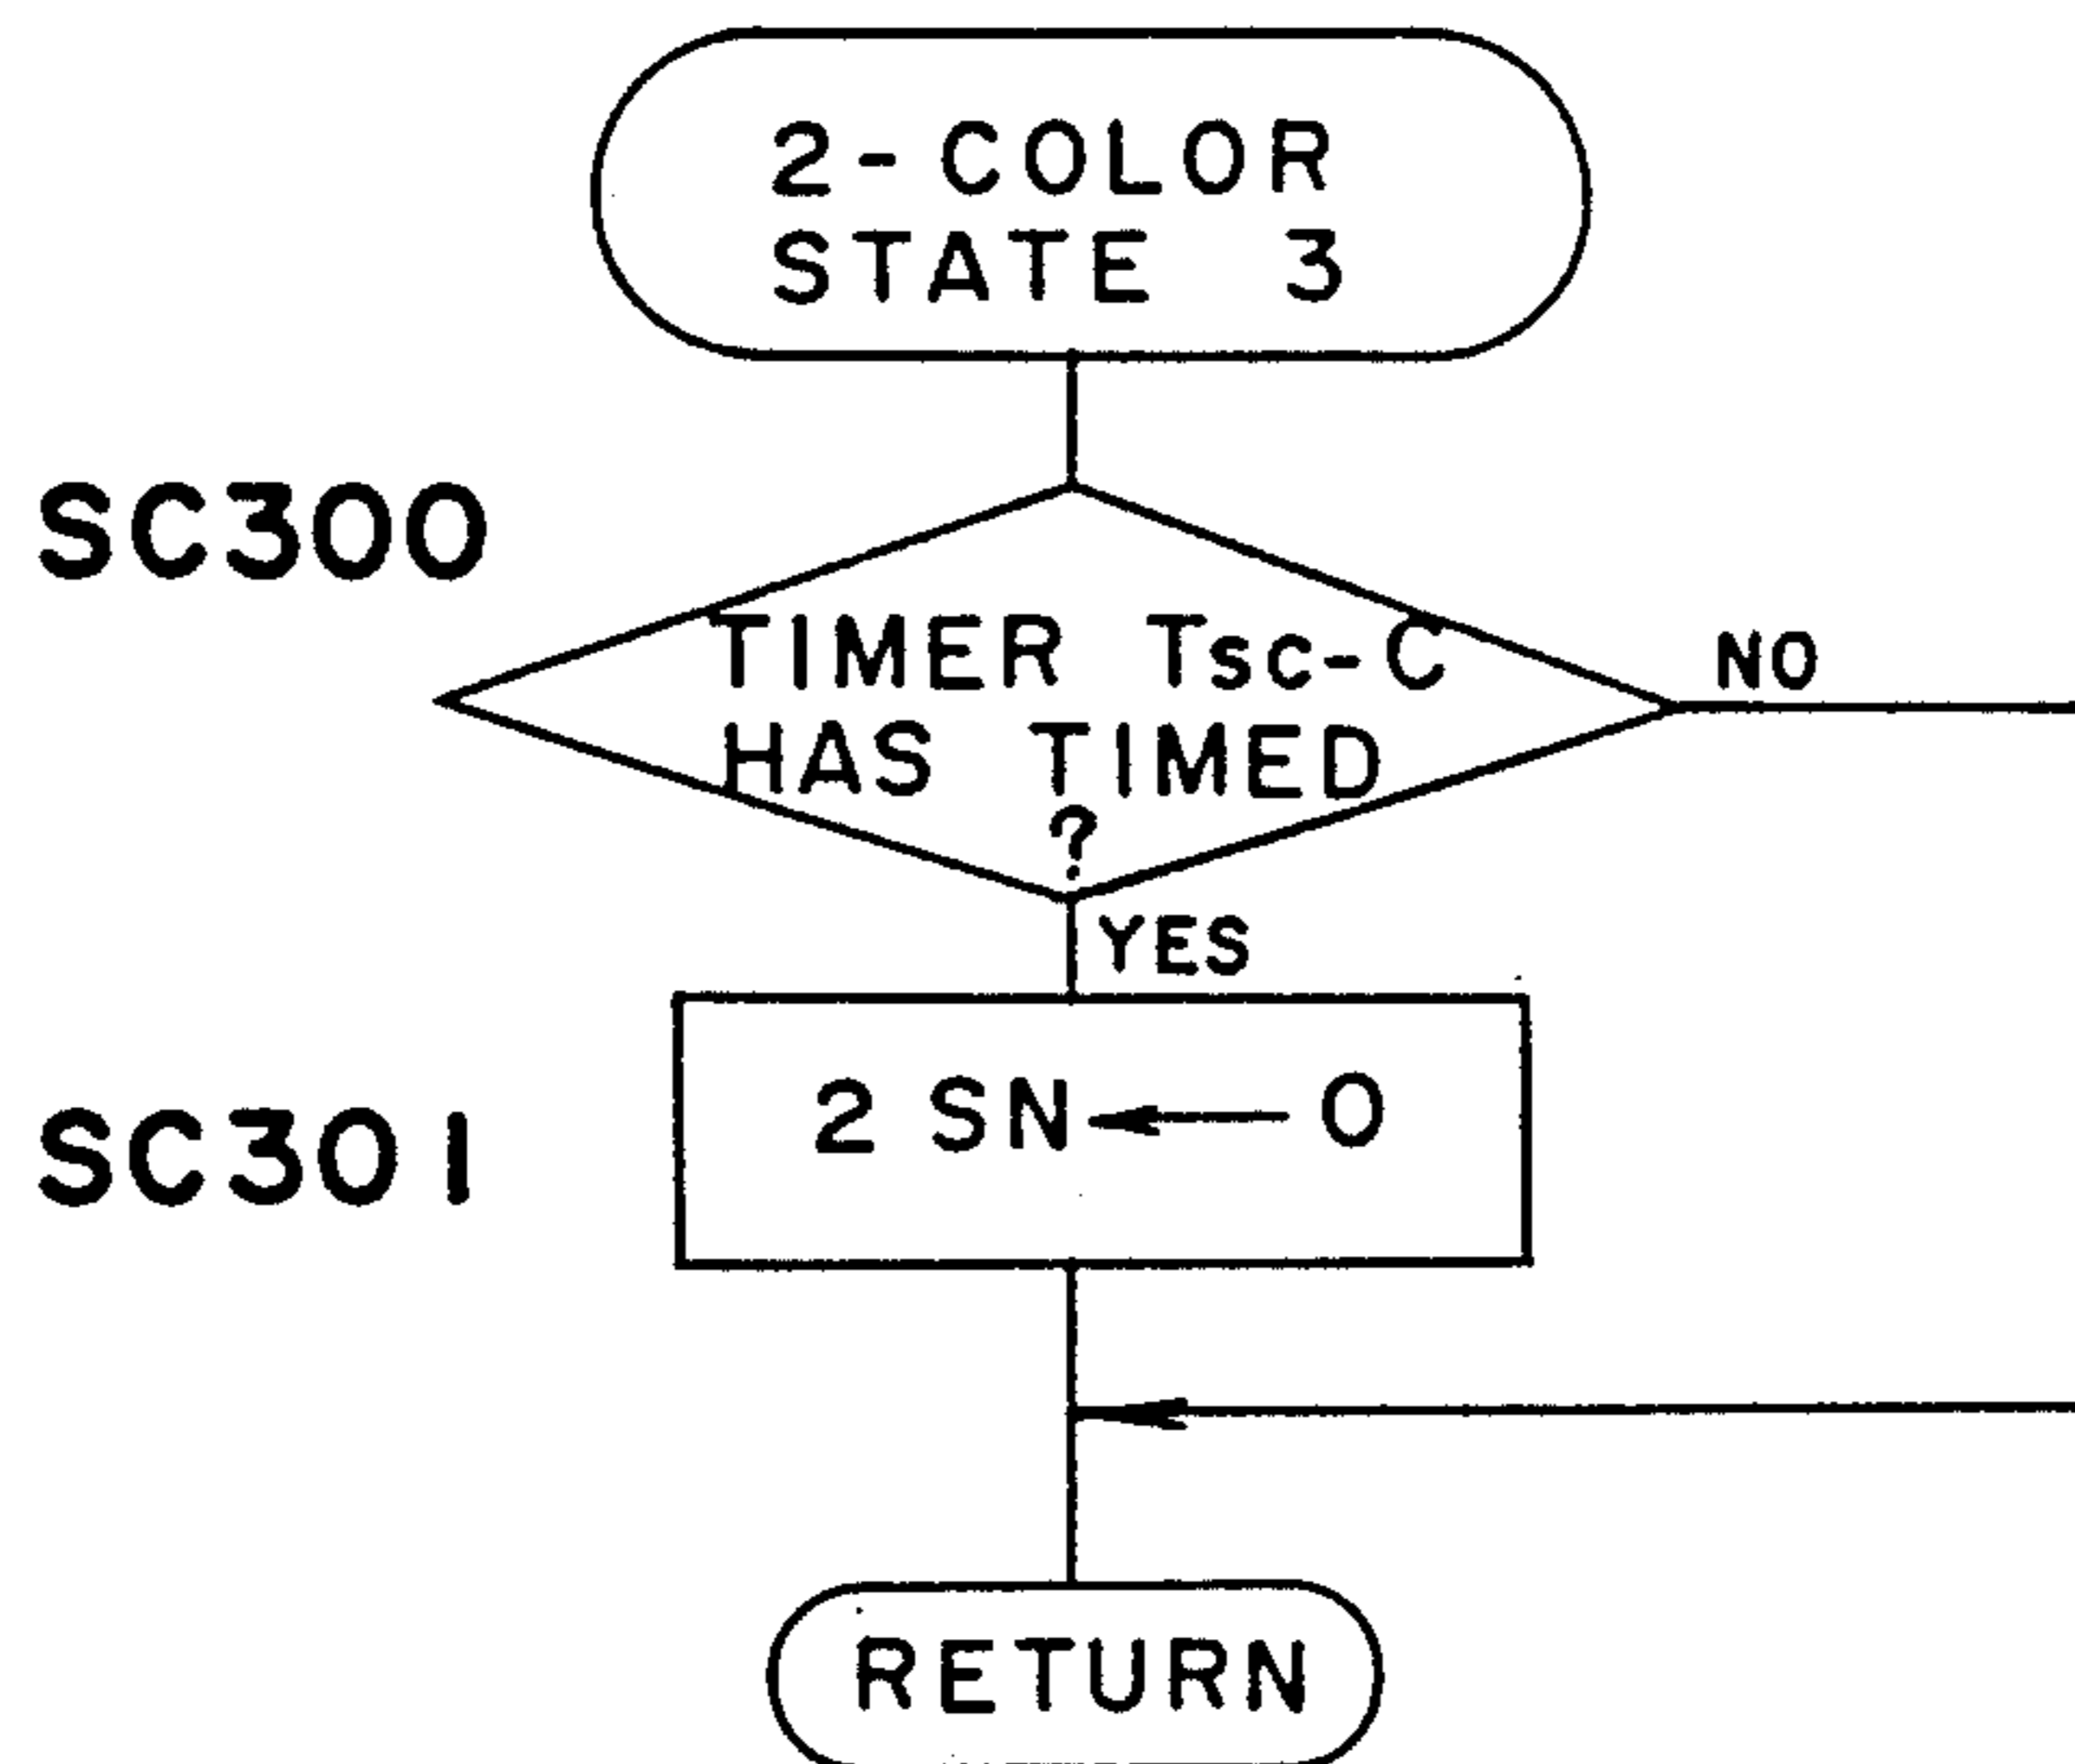 2-COLOR
STATE 3
SC300
TIMER Tsc-C
HAS TIMED
?
NO
YES
SC301
2 SN ← 0
RETURN